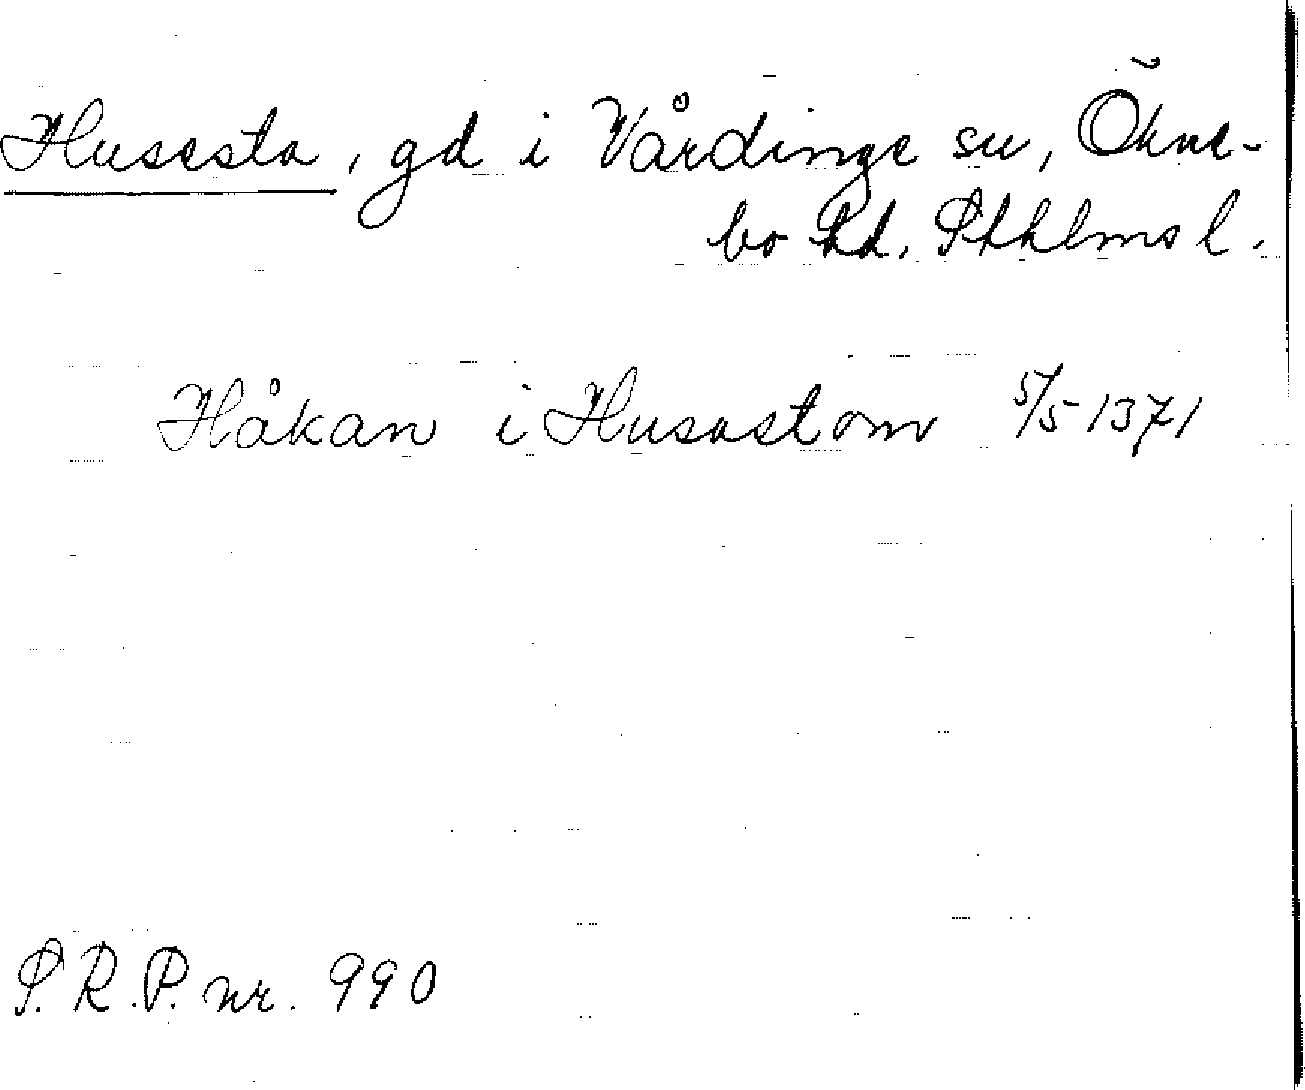 Husesta, gd i Vårdinge sn, Ökne-
bo hd. Sthlms l.
Håkan i Husastom 5/5 1371
S.R.P. nr. 990